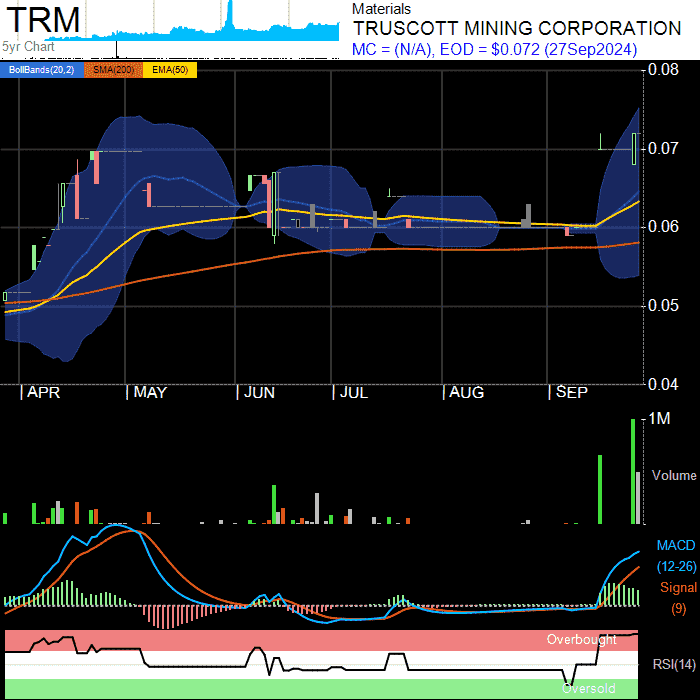 TRM
5yr Chart
Materials
TRUSCOTT MINING CORPORATION
MC = (N/A), EOD = $0.072 (27Sep2024)
BollBands(20,2) SMA(200) EMA(50)
0.08
0.07
0.06
0.05
0.04
APR MAY JUN JUL AUG SEP
1M
Volume
MACD
(12-26)
Signal
(9)
Overbought
RSI(14)
Oversold